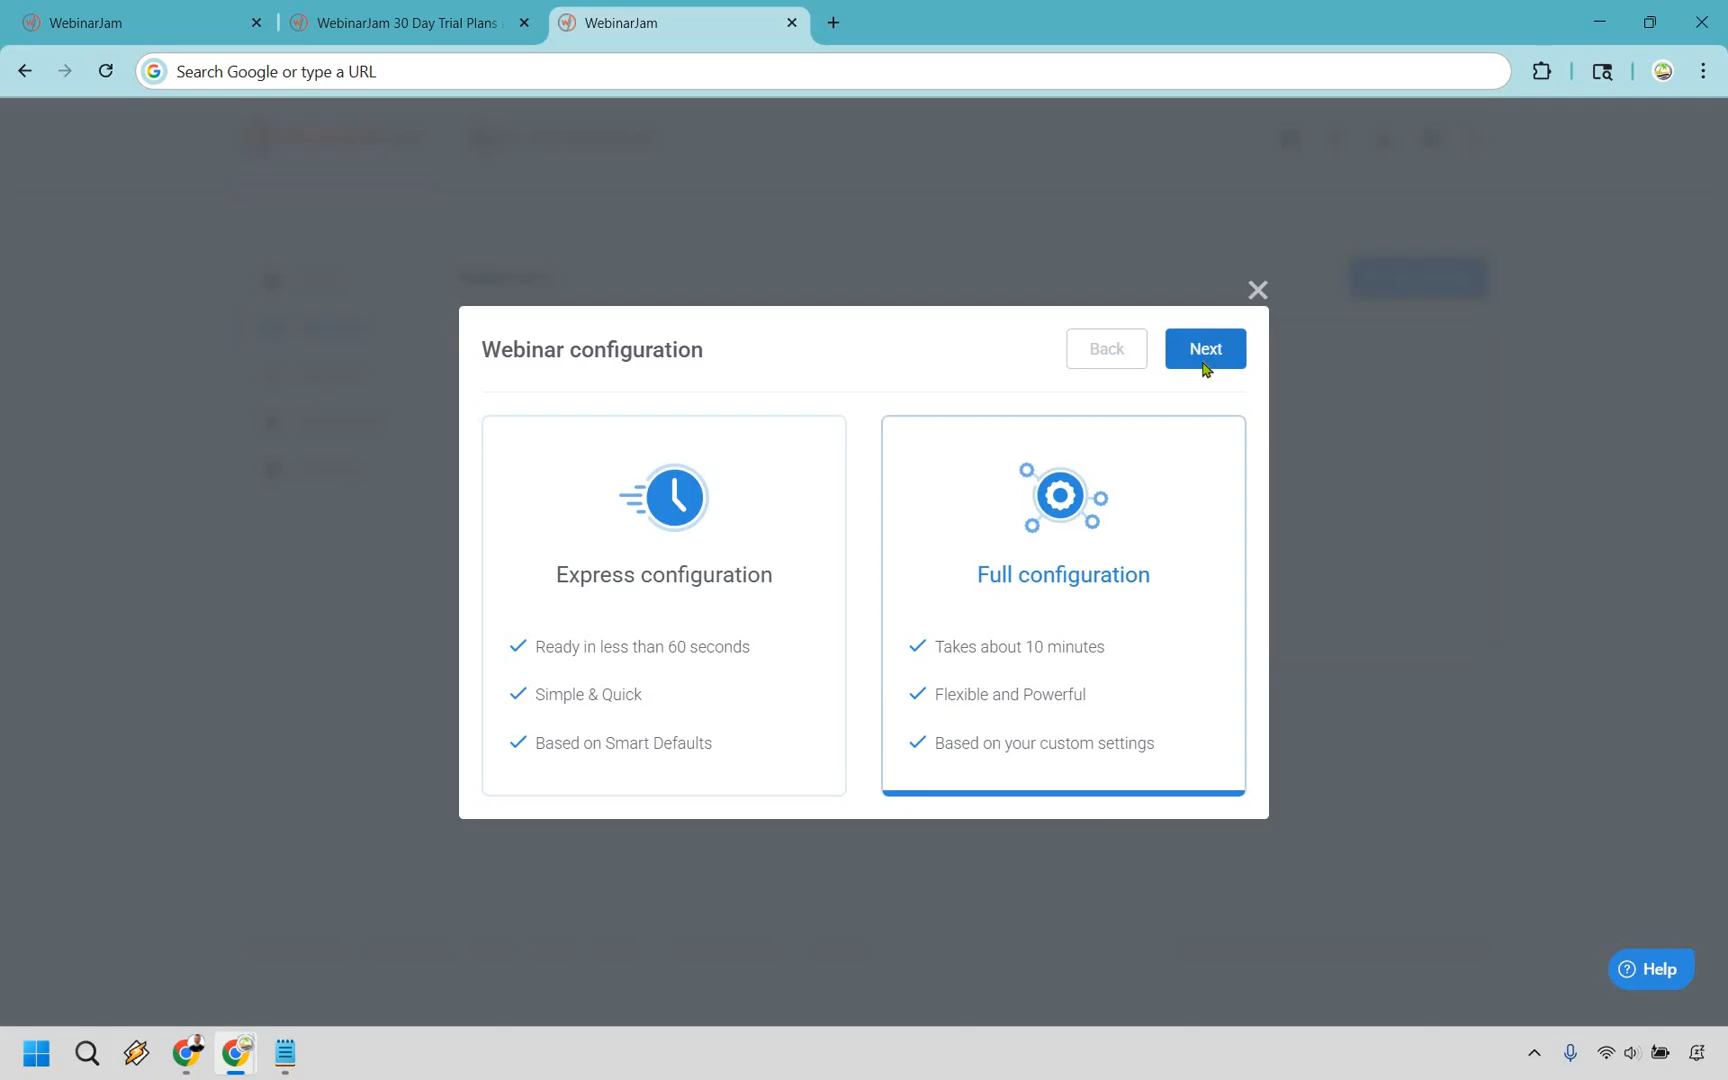 WebinarJam
WebinarJam 30 Day Trial Plans
WebinarJam
Search Google or type a URL
Webinar configuration
Back
Next
Express configuration
Ready in less than 60 seconds
Simple & Quick
Based on Smart Defaults
Full configuration
Takes about 10 minutes
Flexible and Powerful
Based on your custom settings
Help